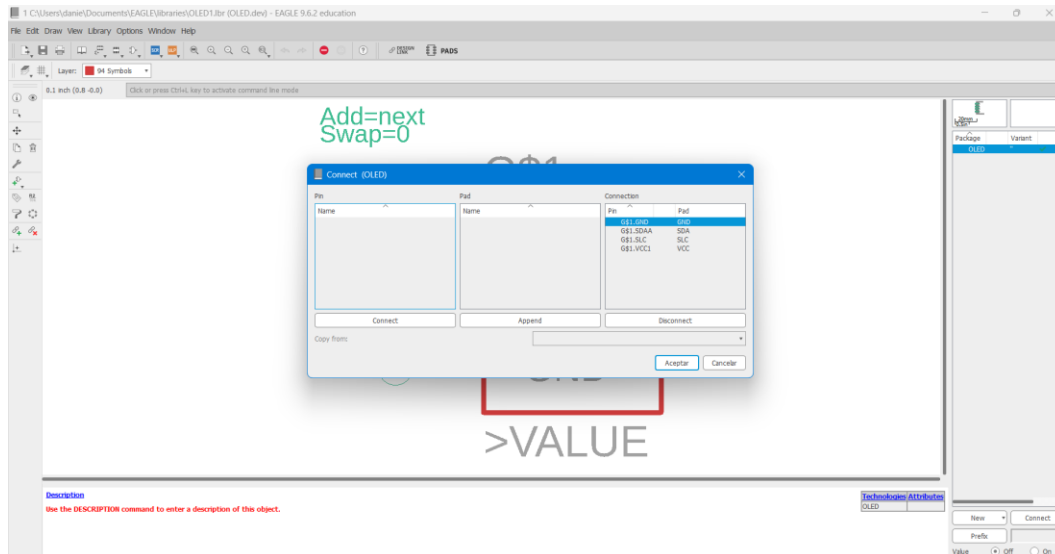 1 C:\Users\danie\Documents\EAGLE\libraries\OLED1.lbr (OLED.dev) - EAGLE 9.6.2 education
File Edit Draw View Library Options Window Help
DESIGN LINK PADS
Layer: 94 Symbols
0.1 inch (0.8 -0.8) Click or press Ctrl+L key to activate command line mode
Add=next
Swap=0
G$1
Connect (OLED)
Pin Pad Connection
Name Name Pin Pad
G$1.GND GND
G$1.SDAA SDA
G$1.SLC SLC
G$1.VCC1 VCC
Connect Append Disconnect
Copy from:
Aceptar Cancelar
GND
>VALUE
Package Variant
OLED
Description
Use the DESCRIPTION command to enter a description of this object.
Technologies Attributes
OLED
New Connect
Prefix
Value Off On